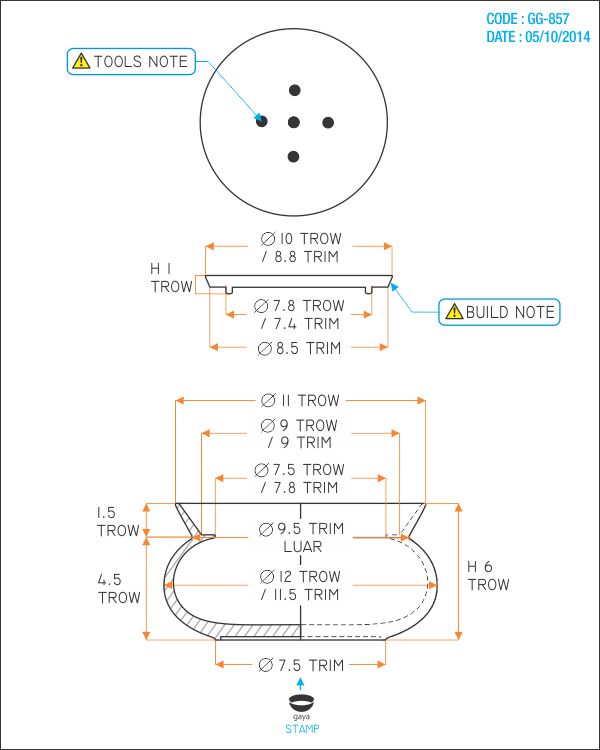 CODE : GG-857
DATE : 05/10/2014
TOOLS NOTE
Ø 10 TROW
/ 8.8 TRIM
H 1
TROW
Ø 7.8 TROW
/ 7.4 TRIM
BUILD NOTE
Ø 8.5 TRIM
Ø 11 TROW
Ø 9 TROW
/ 9 TRIM
Ø 7.5 TROW
/ 7.8 TRIM
1.5
TROW
Ø 9.5 TRIM
LUAR
4.5
TROW
Ø 12 TROW
/ 11.5 TRIM
H 6
TROW
Ø 7.5 TRIM
gaya
STAMP